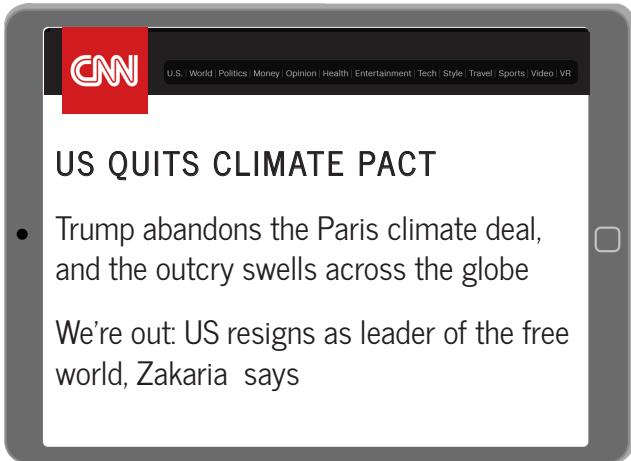 CNN
U.S. | World | Politics | Money | Opinion | Health | Entertainment | Tech | Style | Travel | Sports | Video | VR
US QUITS CLIMATE PACT
Trump abandons the Paris climate deal,
and the outcry swells across the globe
We're out: US resigns as leader of the free
world, Zakaria says